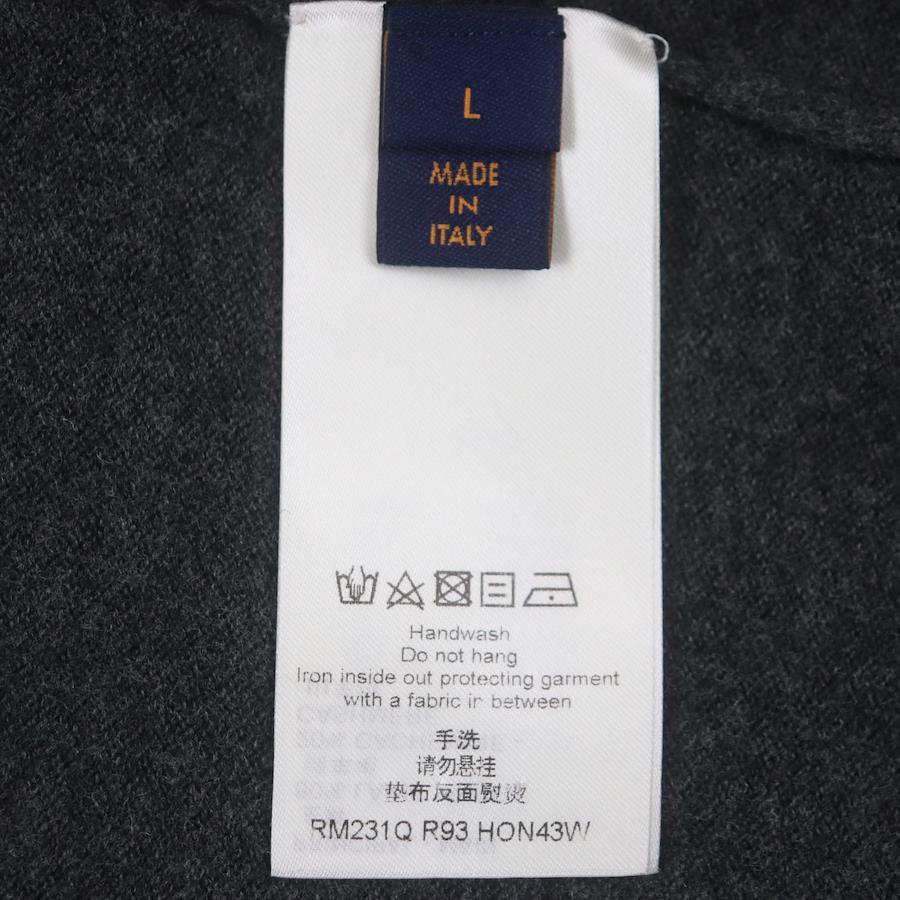 L
MADE
IN
ITALY
Handwash
Do not hang
Iron inside out protecting garment
with a fabric in between
手洗
请勿悬挂
垫布反面熨烫
RM231Q R93 HON43W